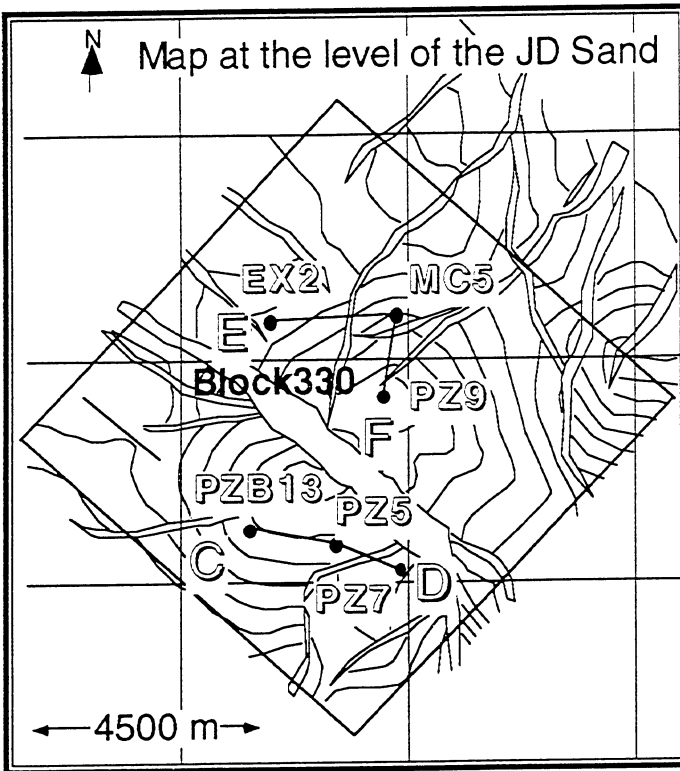 N
Map at the level of the JD Sand
EX2
MC5
E
Block330
PZ9
F
PZB13
PZ5
C
PZ7
D
4500 m